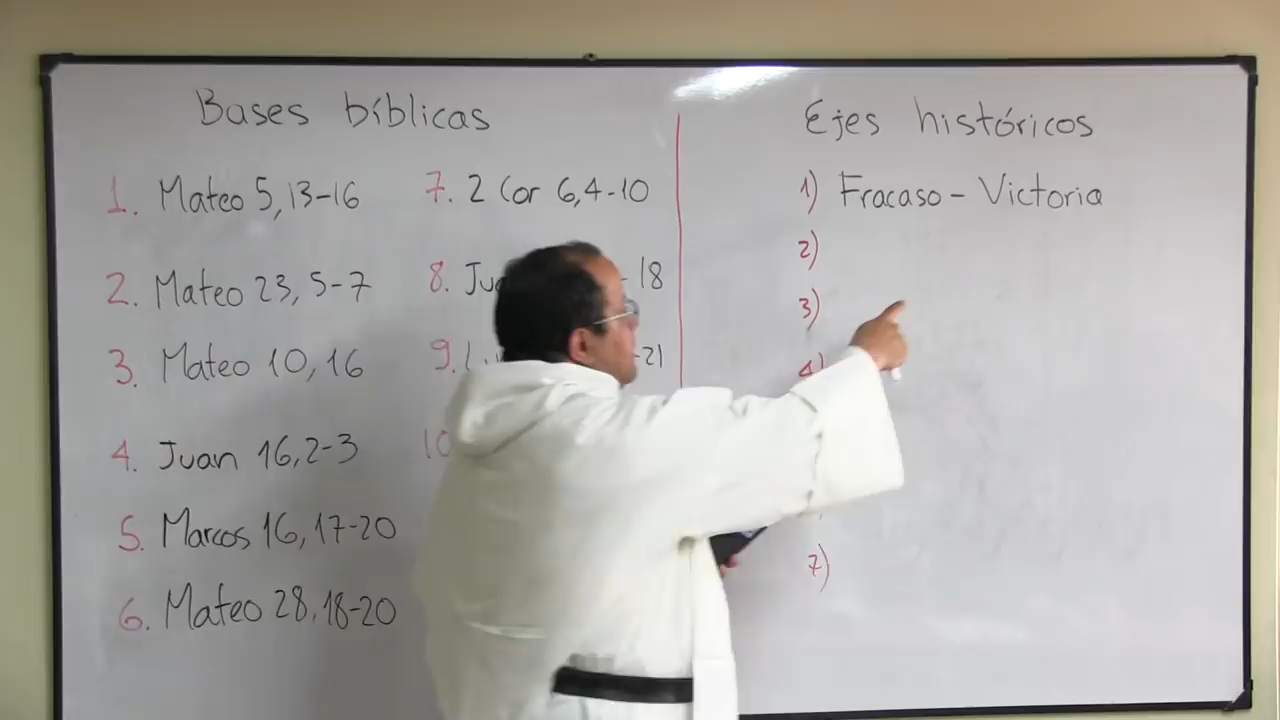 Bases bíblicas
1. Mateo 5,13-16
2. Mateo 23, 5-7
3. Mateo 10, 16
4. Juan 16,2-3
5. Marcos 16, 17-20
6. Mateo 28, 18-20
7. 2 Cor 6,4-10
8. - 18
9. -21
10
Ejes históricos
1) Fracaso - Victoria
2)
3)
4)
7)